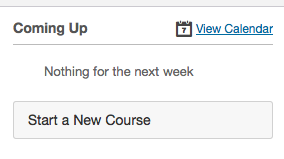 Coming Up
7 View Calendar
Nothing for the next week
Start a New Course